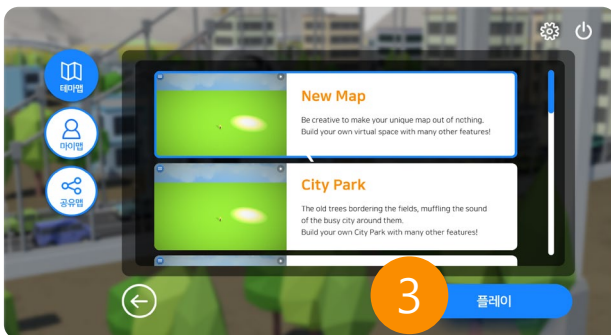 테마맵
마이맵
공유맵
New Map
Be creative to make your unique map out of nothing.
Build your own virtual space with many other features!
City Park
The old trees bordering the fields, muffling the sound
of the busy city around them.
Build your own City Park with many other features!
3
플레이